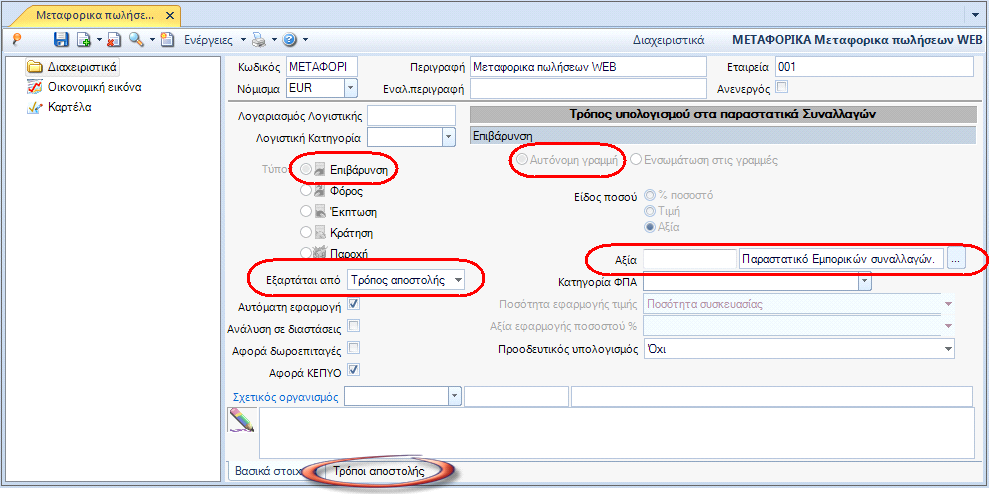 Μεταφορικα πωλήσε...
Ενέργειες
Διαχειριστικά
ΜΕΤΑΦΟΡΙΚΑ Μεταφορικα πωλήσεων WEB
Διαχειριστικά
Οικονομική εικόνα
Καρτέλα
Κωδικός ΜΕΤΑΦΟΡΙ Περιγραφή Μεταφορικα πωλήσεων WEB Εταιρεία 001
Νόμισμα EUR Εναλ.περιγραφή Ανενεργός
Λογαριασμός Λογιστικής Τρόπος υπολογισμού στα παραστατικά Συναλλαγών
Λογιστική Κατηγορία Επιβάρυνση
Τύπο Επιβάρυνση Αυτόνομη γραμμή Ενσωμάτωση στις γραμμές
Φόρος Είδος ποσού % ποσοστό
Έκπτωση Τιμή
Κράτηση Αξία
Παροχή
Αξία Παραστατικό Εμπορικών συναλλαγών. ...
Εξαρτάται από Τρόπος αποστολής Κατηγορία ΦΠΑ
Αυτόματη εφαρμογή Ποσότητα εφαρμογής τιμής Ποσότητα συσκευασίας
Ανάλυση σε διαστάσεις Αξία εφαρμογής ποσοστού %
Αφορά δωροεπιταγές Προοδευτικός υπολογισμός Όχι
Αφορά ΚΕΠΥΟ
Σχετικός οργανισμός
Βασικά στοιχ Τρόποι αποστολής